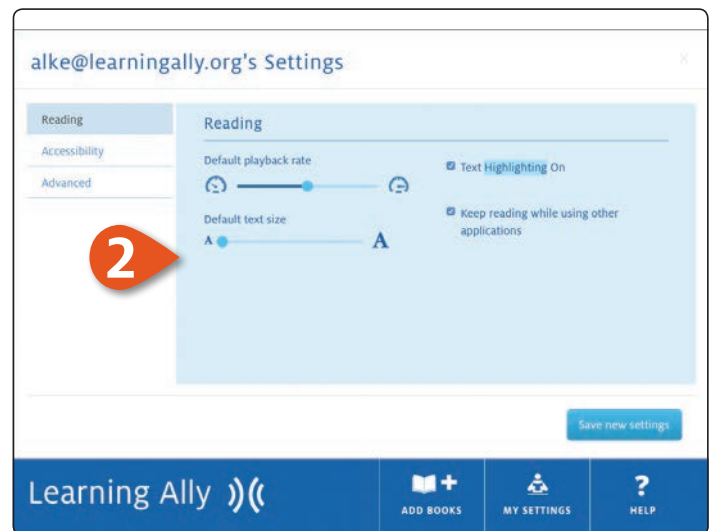 alke@learningally.org's Settings
×
Reading
Accessibility
Advanced
Reading
Default playback rate
Default text size
A A
Text Highlighting On
Keep reading while using other
applications
2
Save new settings
Learning Ally
ADD BOOKS
MY SETTINGS
?
HELP